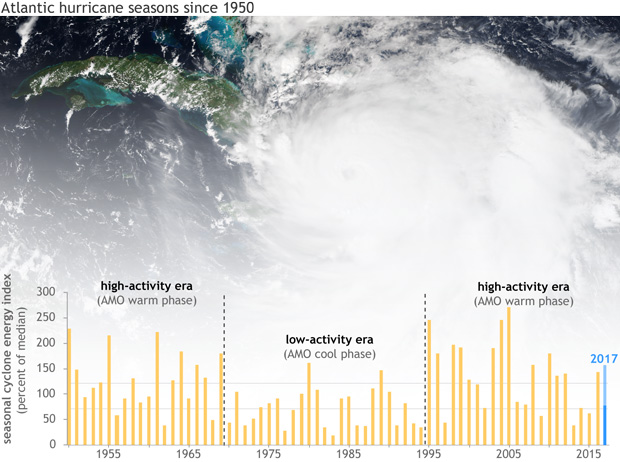 Atlantic hurricane seasons since 1950
high-activity era
(AMO warm phase)
low-activity era
(AMO cool phase)
high-activity era
(AMO warm phase)
2017
seasonal cyclone energy index
(percent of median)
300
250
200
150
100
50
0
1955
1965
1975
1985
1995
2005
2015